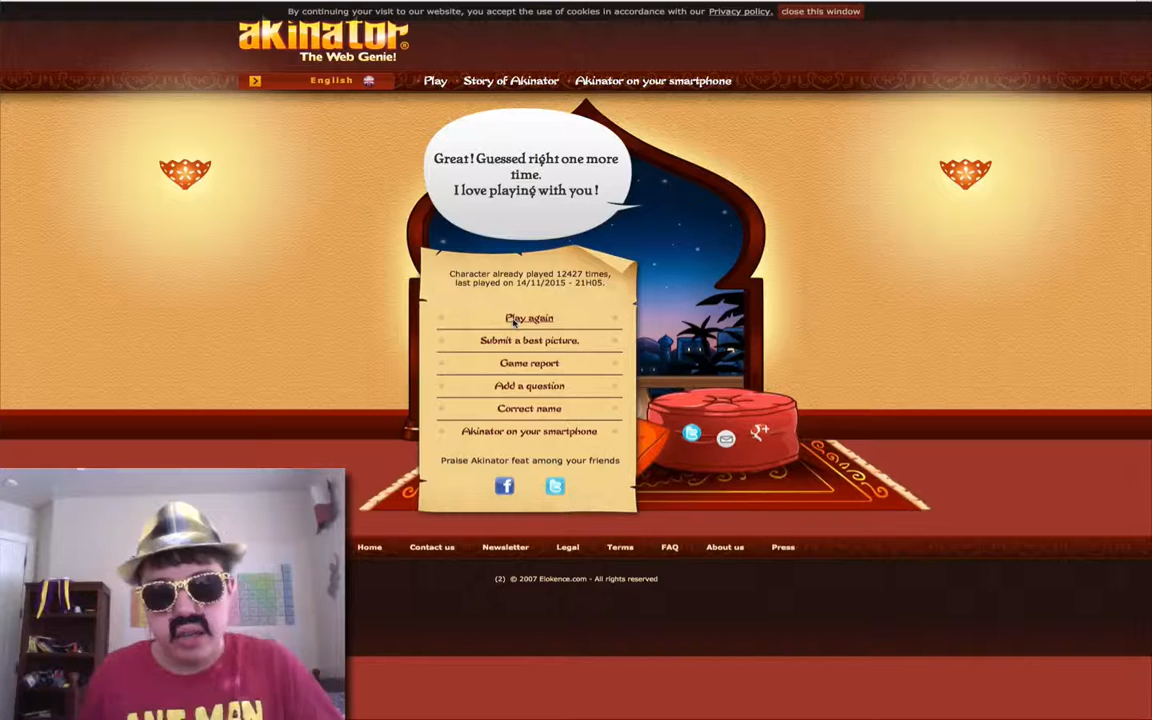 By continuing your visit to our website, you accept the use of cookies in accordance with our Privacy policy. close this window
akinator®
The Web Genie!
English
Play
Story of Akinator
Akinator on your smartphone
Great! Guessed right one more
time.
I love playing with you !
Character already played 12427 times,
last played on 14/11/2015 - 21H05.
Play again
Submit a best picture.
Game report
Add a question
Correct name
Akinator on your smartphone
Praise Akinator feat among your friends
g+
Home Contact us Newsletter Legal Terms FAQ About us Press
(2) © 2007 Elokence.com - All rights reserved
ANT-MAN